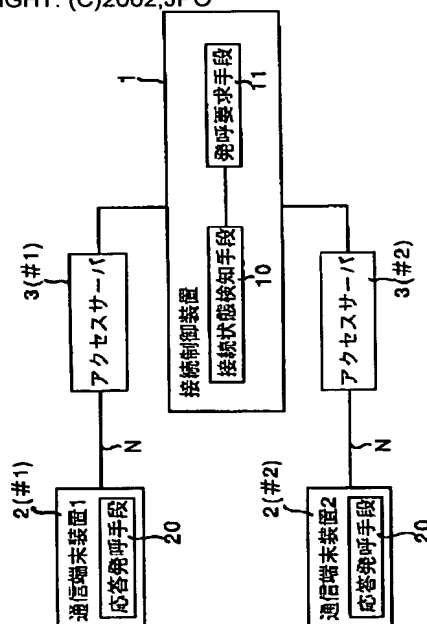 IGHT: (C)2002,JPO
1
接続制御装置
接続状態検知手段
10
発呼要求手段
11
3(#1)
アクセスサーバ
3(#2)
アクセスサーバ
N
N
2(#1)
通信端末装置1
応答発呼手段
20
2(#2)
通信端末装置2
応答発呼手段
20